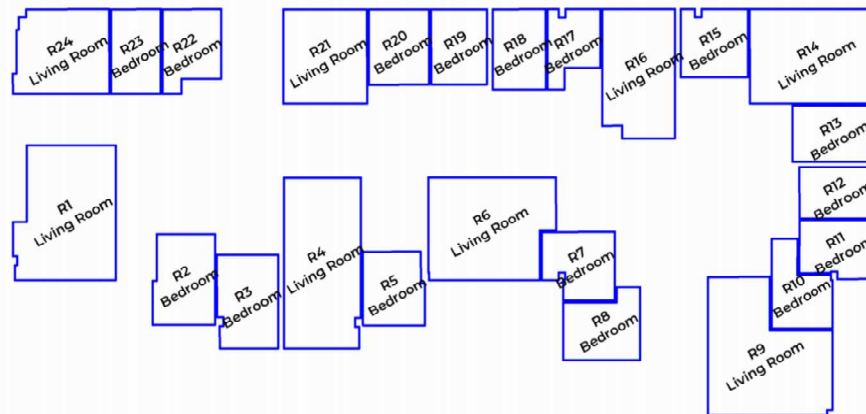 R24
Living Room
R23
Bedroom
R22
Bedroom
R21
Living Room
R20
Bedroom
R19
Bedroom
R18
Bedroom
R17
Bedroom
R16
Living Room
R15
Bedroom
R14
Living Room
R13
Bedroom
R12
Bedroom
R11
Bedroom
R1
Living Room
R2
Bedroom
R3
Bedroom
R4
Living Room
R5
Bedroom
R6
Living Room
R7
Bedroom
R8
Bedroom
R10
Bedroom
R9
Living Room